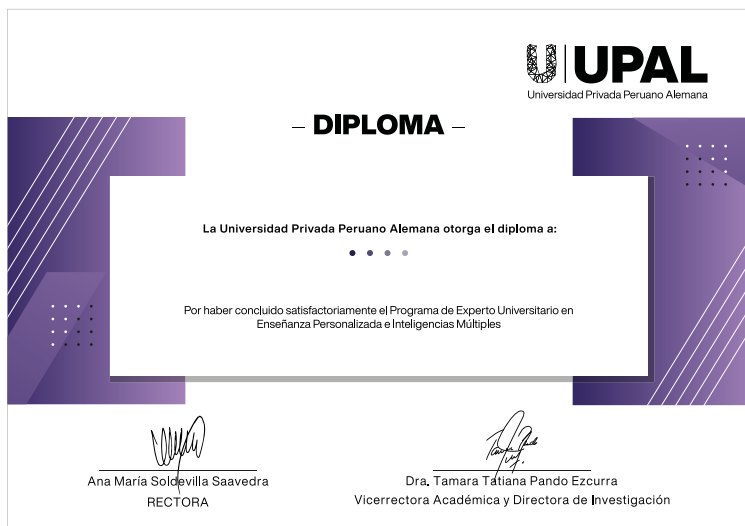 UPAL
Universidad Privada Peruano Alemana
– DIPLOMA –
La Universidad Privada Peruano Alemana otorga el diploma a:
Por haber concluido satisfactoriamente el Programa de Experto Universitario en
Enseñanza Personalizada e Inteligencias Múltiples
Ana María Soldevilla Saavedra
RECTORA
Dra. Tamara Tatiana Pando Ezcurra
Vicerrectora Académica y Directora de Investigación